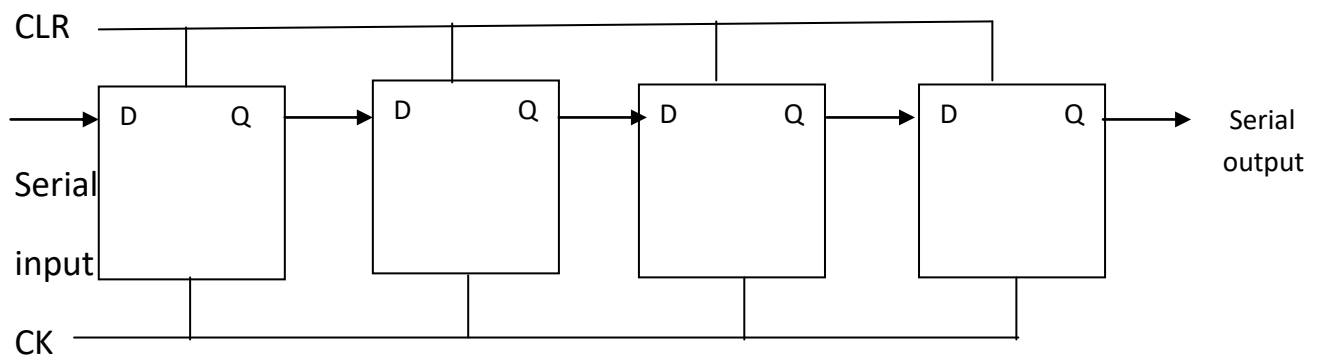 CLR
D Q D Q D Q D Q
Serial
output
Serial
input
CK